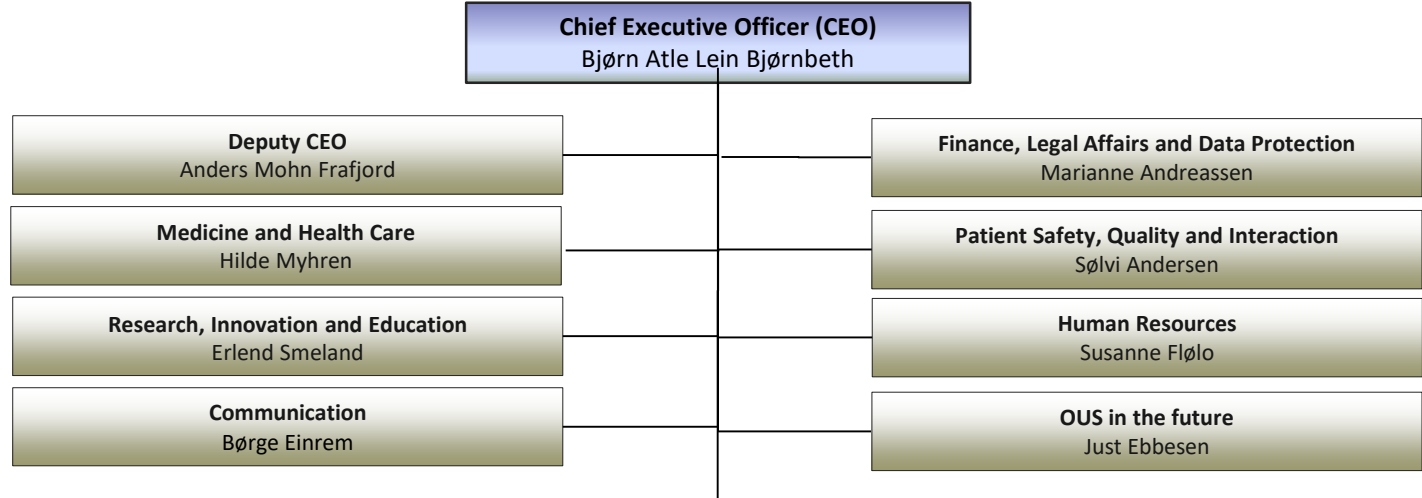 Chief Executive Officer (CEO)
Bjørn Atle Lein Bjørnbeth
Deputy CEO
Anders Mohn Frafjord
Finance, Legal Affairs and Data Protection
Marianne Andreassen
Medicine and Health Care
Hilde Myhren
Patient Safety, Quality and Interaction
Sølvi Andersen
Research, Innovation and Education
Erlend Smeland
Human Resources
Susanne Flølo
Communication
Børge Einrem
OUS in the future
Just Ebbesen